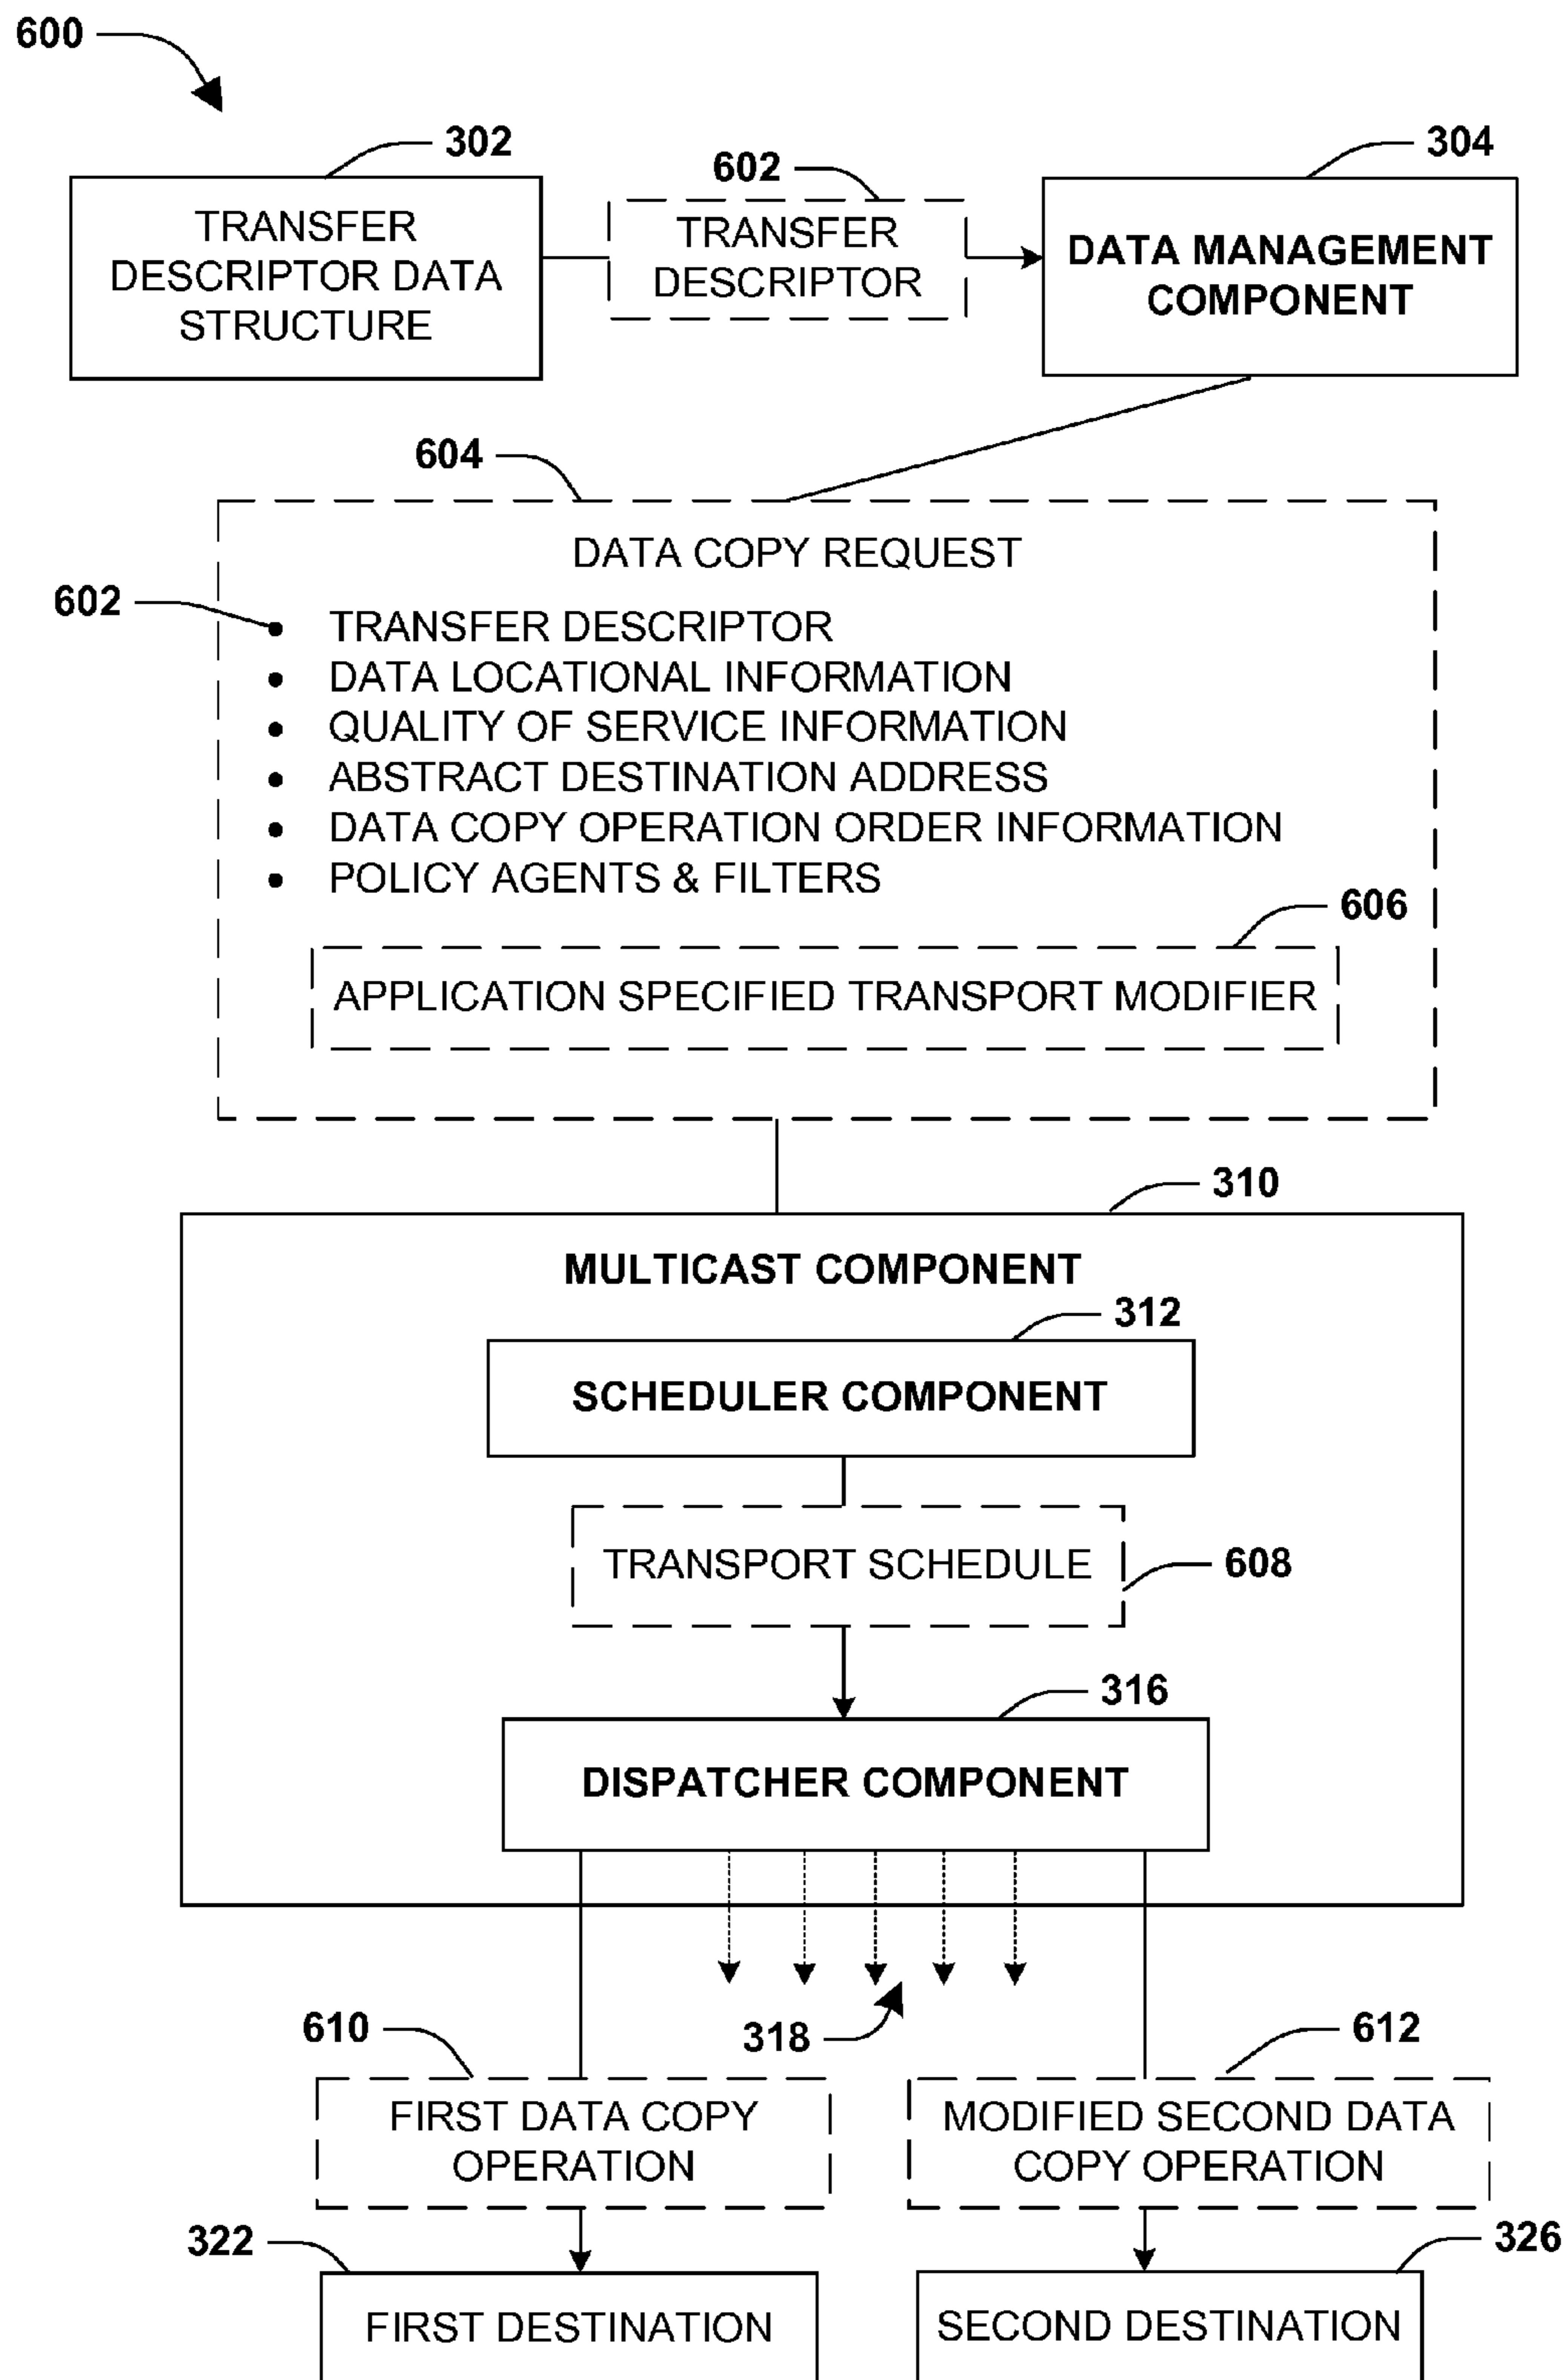 600
302
602
304
TRANSFER
DESCRIPTOR DATA
STRUCTURE
TRANSFER
DESCRIPTOR
DATA MANAGEMENT
COMPONENT
604
DATA COPY REQUEST
602
• TRANSFER DESCRIPTOR
• DATA LOCATIONAL INFORMATION
• QUALITY OF SERVICE INFORMATION
• ABSTRACT DESTINATION ADDRESS
• DATA COPY OPERATION ORDER INFORMATION
• POLICY AGENTS & FILTERS
606
APPLICATION SPECIFIED TRANSPORT MODIFIER
310
MULTICAST COMPONENT
312
SCHEDULER COMPONENT
TRANSPORT SCHEDULE
608
316
DISPATCHER COMPONENT
610
318
612
FIRST DATA COPY
OPERATION
MODIFIED SECOND DATA
COPY OPERATION
322
326
FIRST DESTINATION
SECOND DESTINATION